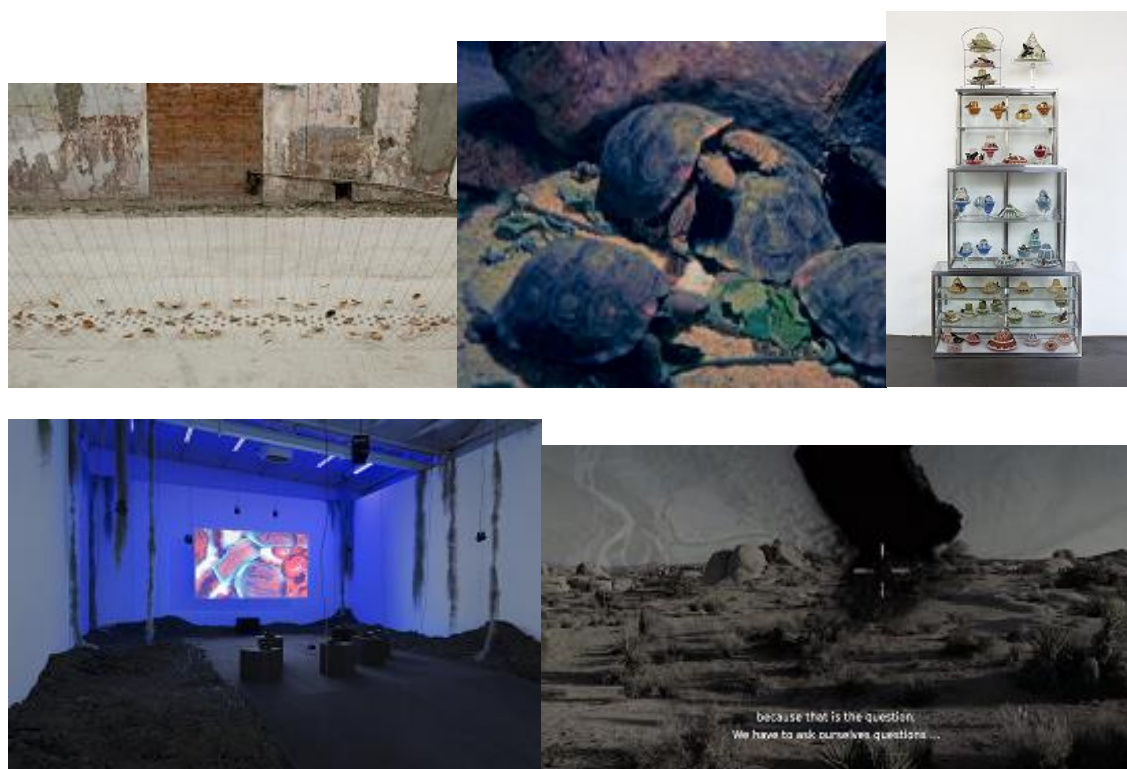 because that is the question.
We have to ask ourselves questions ...